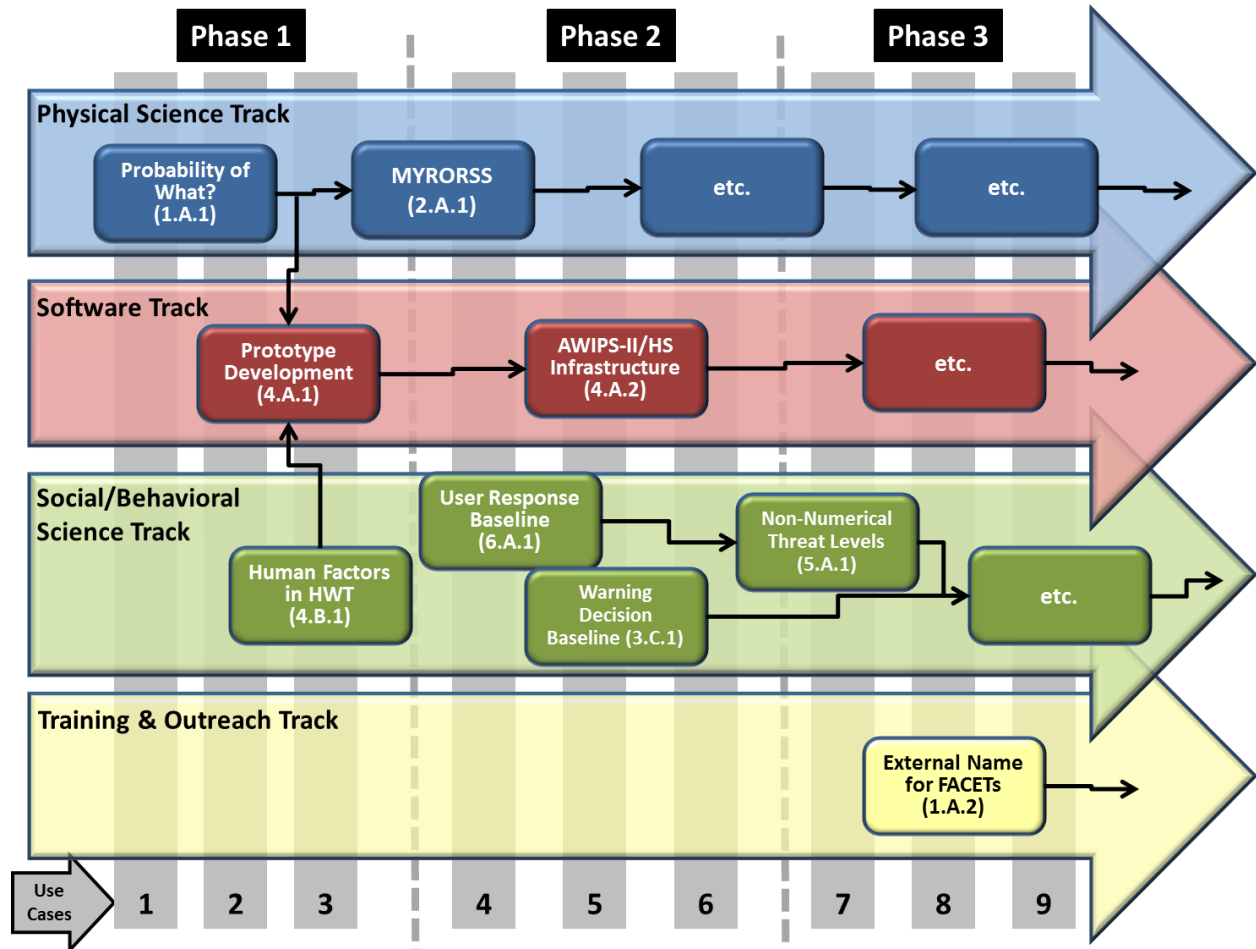 Phase 1
Phase 2
Phase 3
Physical Science Track
Probability of
What?
(1.A.1)
MYRORSS
(2.A.1)
etc.
etc.
Software Track
Prototype
Development
(4.A.1)
AWIPS-II/HS
Infrastructure
(4.A.2)
etc.
Social/Behavioral
Science Track
Human Factors
in HWT
(4.B.1)
User Response
Baseline
(6.A.1)
Warning
Decision
Baseline (3.C.1)
Non-Numerical
Threat Levels
(5.A.1)
etc.
Training & Outreach Track
External Name
for FACETs
(1.A.2)
Use
Cases
1
2
3
4
5
6
7
8
9